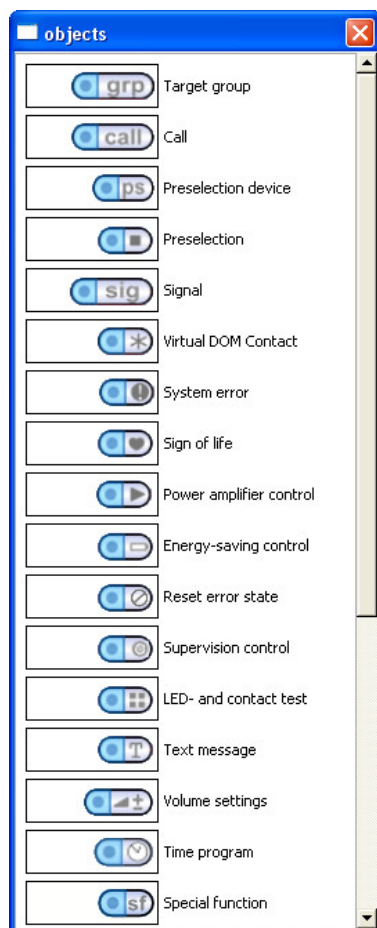 objects
grp Target group
call Call
ps Preselection device
Preselection
sig Signal
Virtual DOM Contact
System error
Sign of life
Power amplifier control
Energy-saving control
Reset error state
Supervision control
LED- and contact test
T Text message
Volume settings
Time program
sf Special function